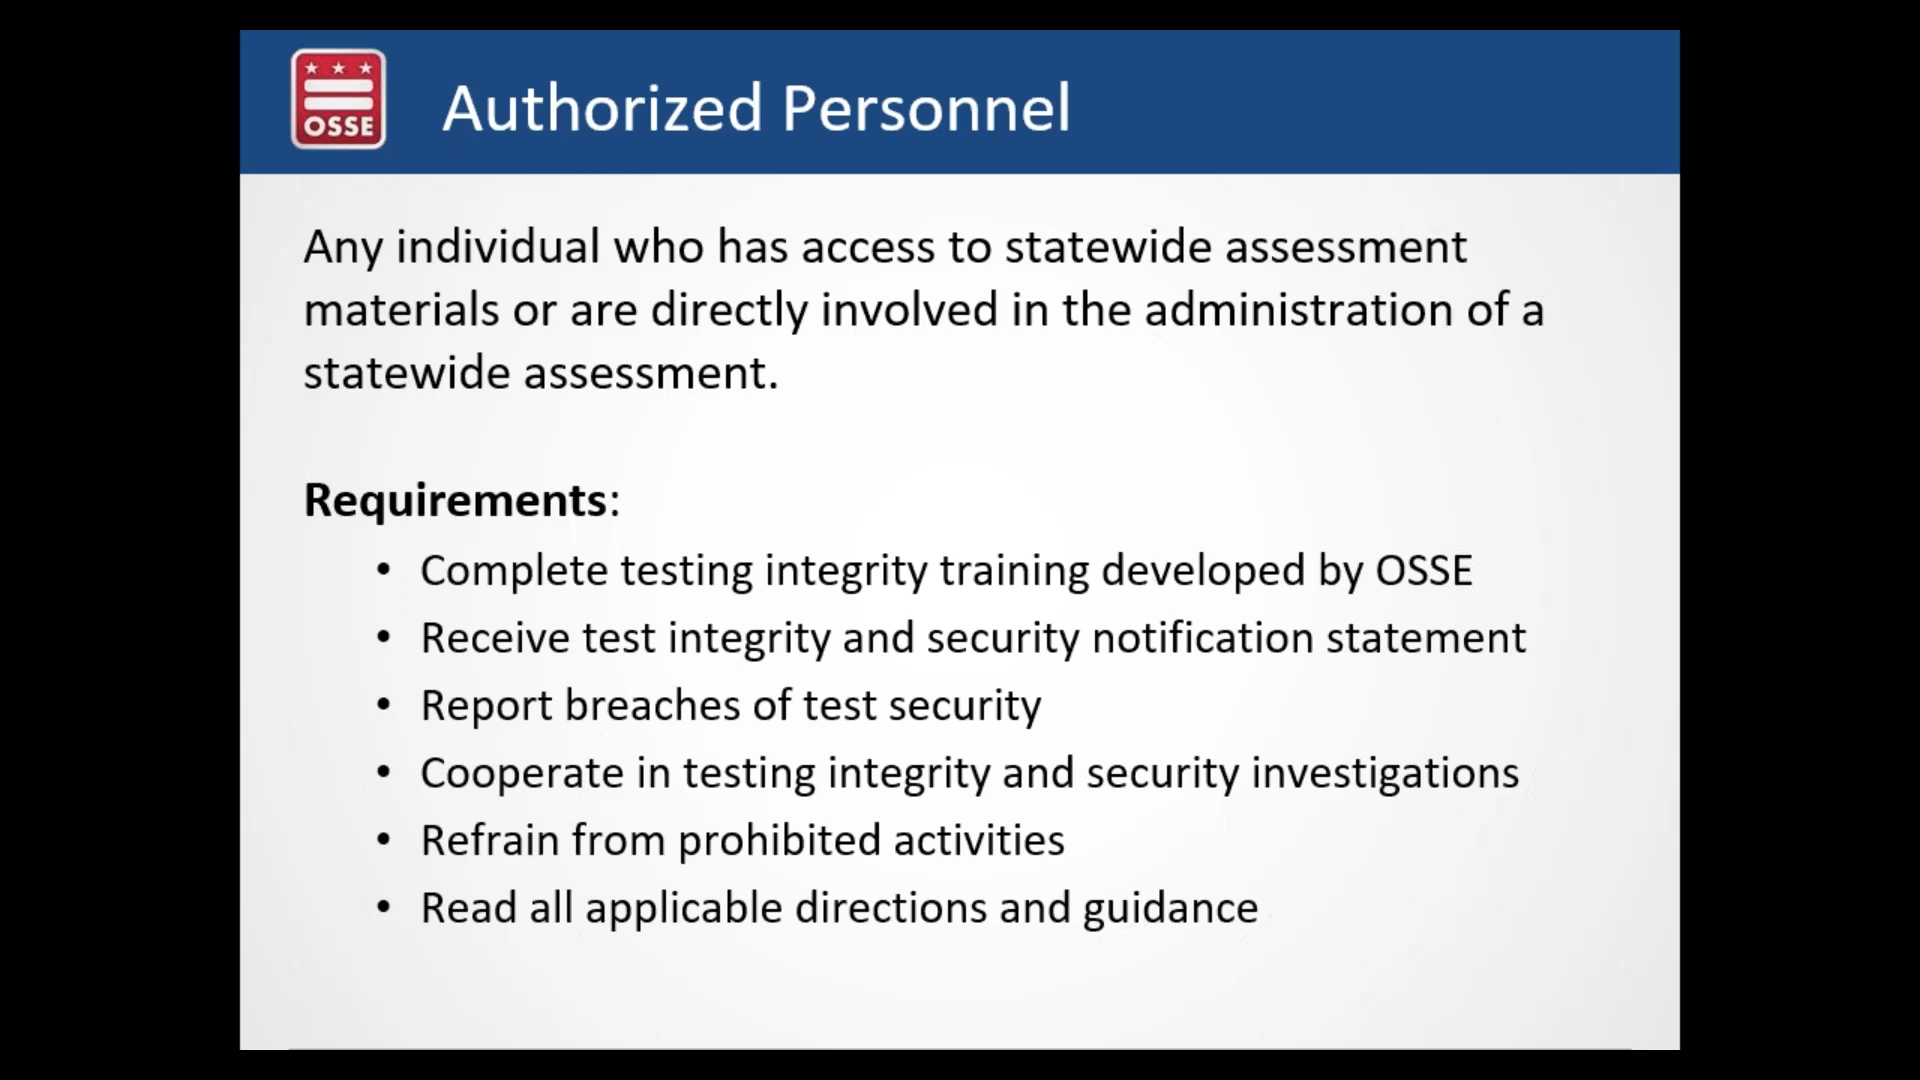 OSSE
Authorized Personnel
Any individual who has access to statewide assessment
materials or are directly involved in the administration of a
statewide assessment.
Requirements:
• Complete testing integrity training developed by OSSE
• Receive test integrity and security notification statement
• Report breaches of test security
• Cooperate in testing integrity and security investigations
• Refrain from prohibited activities
• Read all applicable directions and guidance